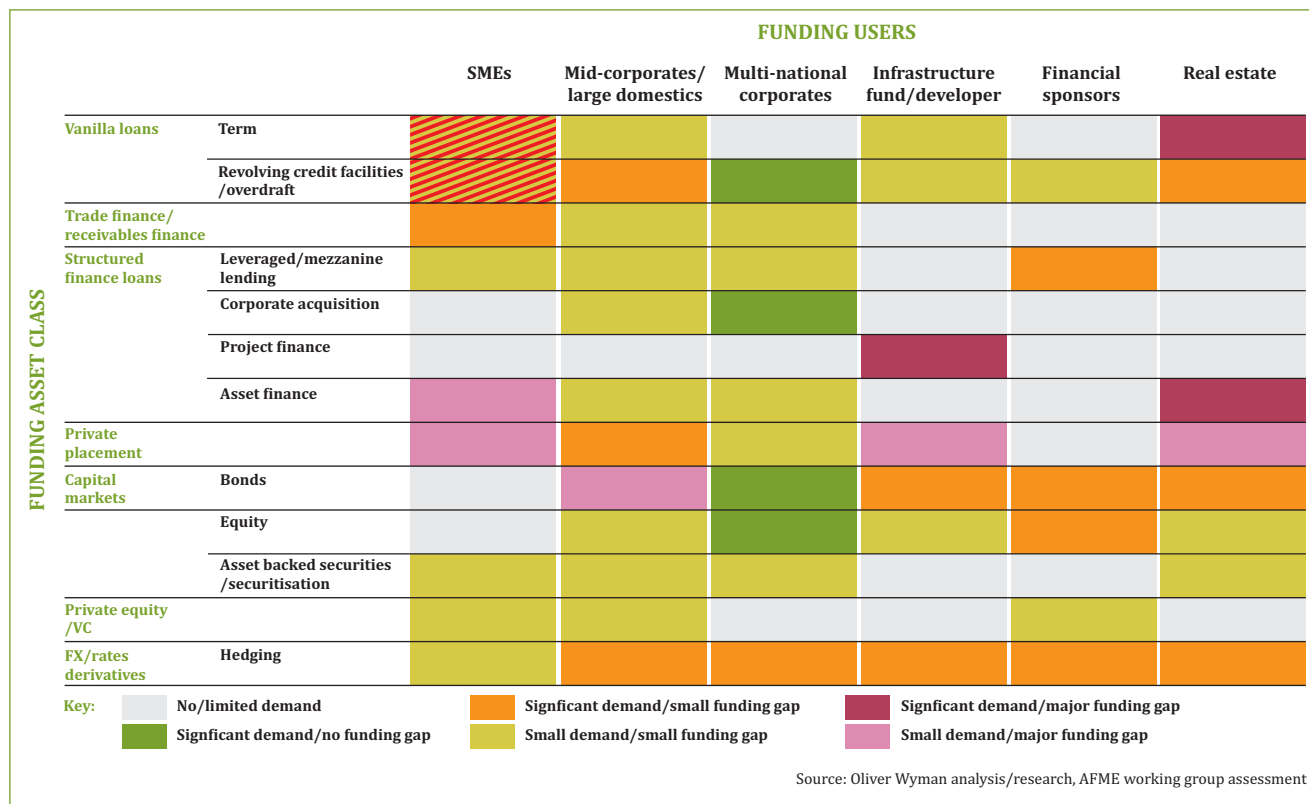 FUNDING USERS
SMEs
Mid-corporates/
large domestics
Multi-national
corporates
Infrastructure
fund/developer
Financial
sponsors
Real estate
FUNDING ASSET CLASS
Vanilla loans
Term
Revolving credit facilities
/overdraft
Trade finance/
receivables finance
Structured
finance loans
Leveraged/mezzanine
lending
Corporate acquisition
Project finance
Asset finance
Private
placement
Capital
markets
Bonds
Equity
Asset backed securities
/securitisation
Private equity
/VC
FX/rates
derivatives
Hedging
Key:
No/limited demand
Signficant demand/small funding gap
Signficant demand/major funding gap
Signficant demand/no funding gap
Small demand/small funding gap
Small demand/major funding gap
Source: Oliver Wyman analysis/research, AFME working group assessment